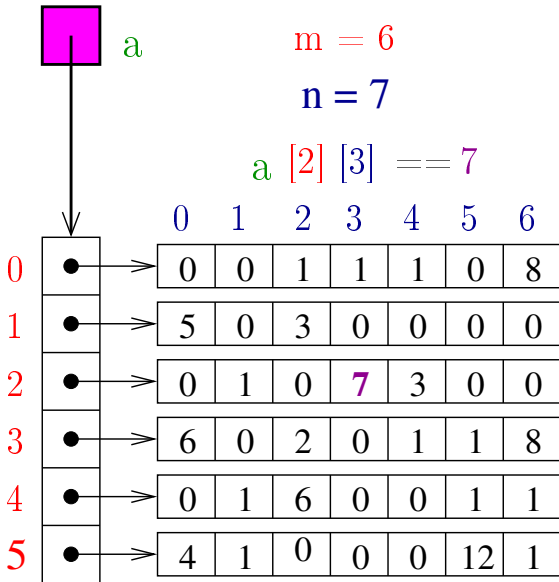 a m = 6
n = 7
a [2] [3] == 7
0 1 2 3 4 5 6
0 0 0 1 1 1 0 8
1 5 0 3 0 0 0 0
2 0 1 0 7 3 0 0
3 6 0 2 0 1 1 8
4 0 1 6 0 0 1 1
5 4 1 0 0 0 12 1